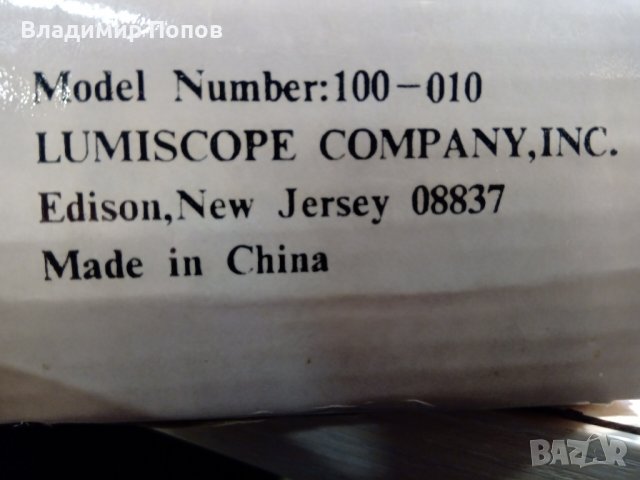 Владимир Попов
Model Number:100-010
LUMISCOPE COMPANY,INC.
Edison,New Jersey 08837
Made in China
BAZAR